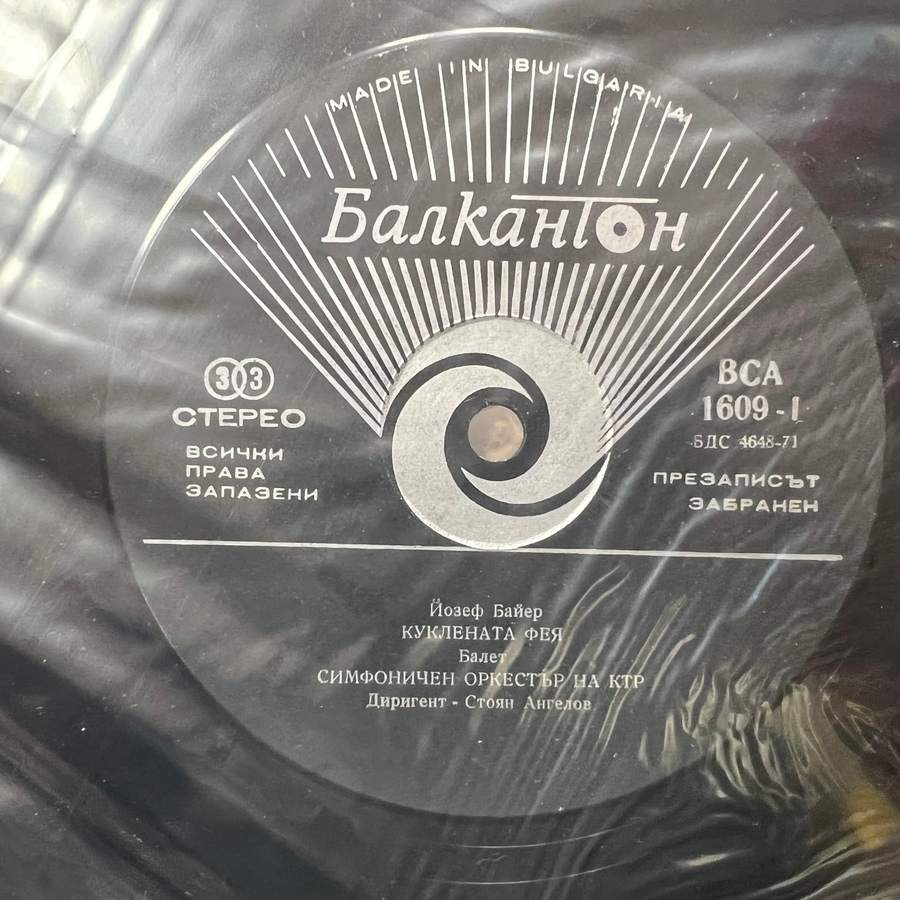 MADE IN BULGARIA
Балкантон
33
СТЕРЕО
ВСИЧКИ
ПРАВА
ЗАПАЗЕНИ
ВСА
1609-I
БДС 4648-71
ПРЕЗАПИСЪТ
ЗАБРАНЕН
Йозеф Байер
КУКЛЕНАТА ФЕЯ
Балет
СИМФОНИЧЕН ОРКЕСТЪР НА КТР
Диригент - Стоян Ангелов